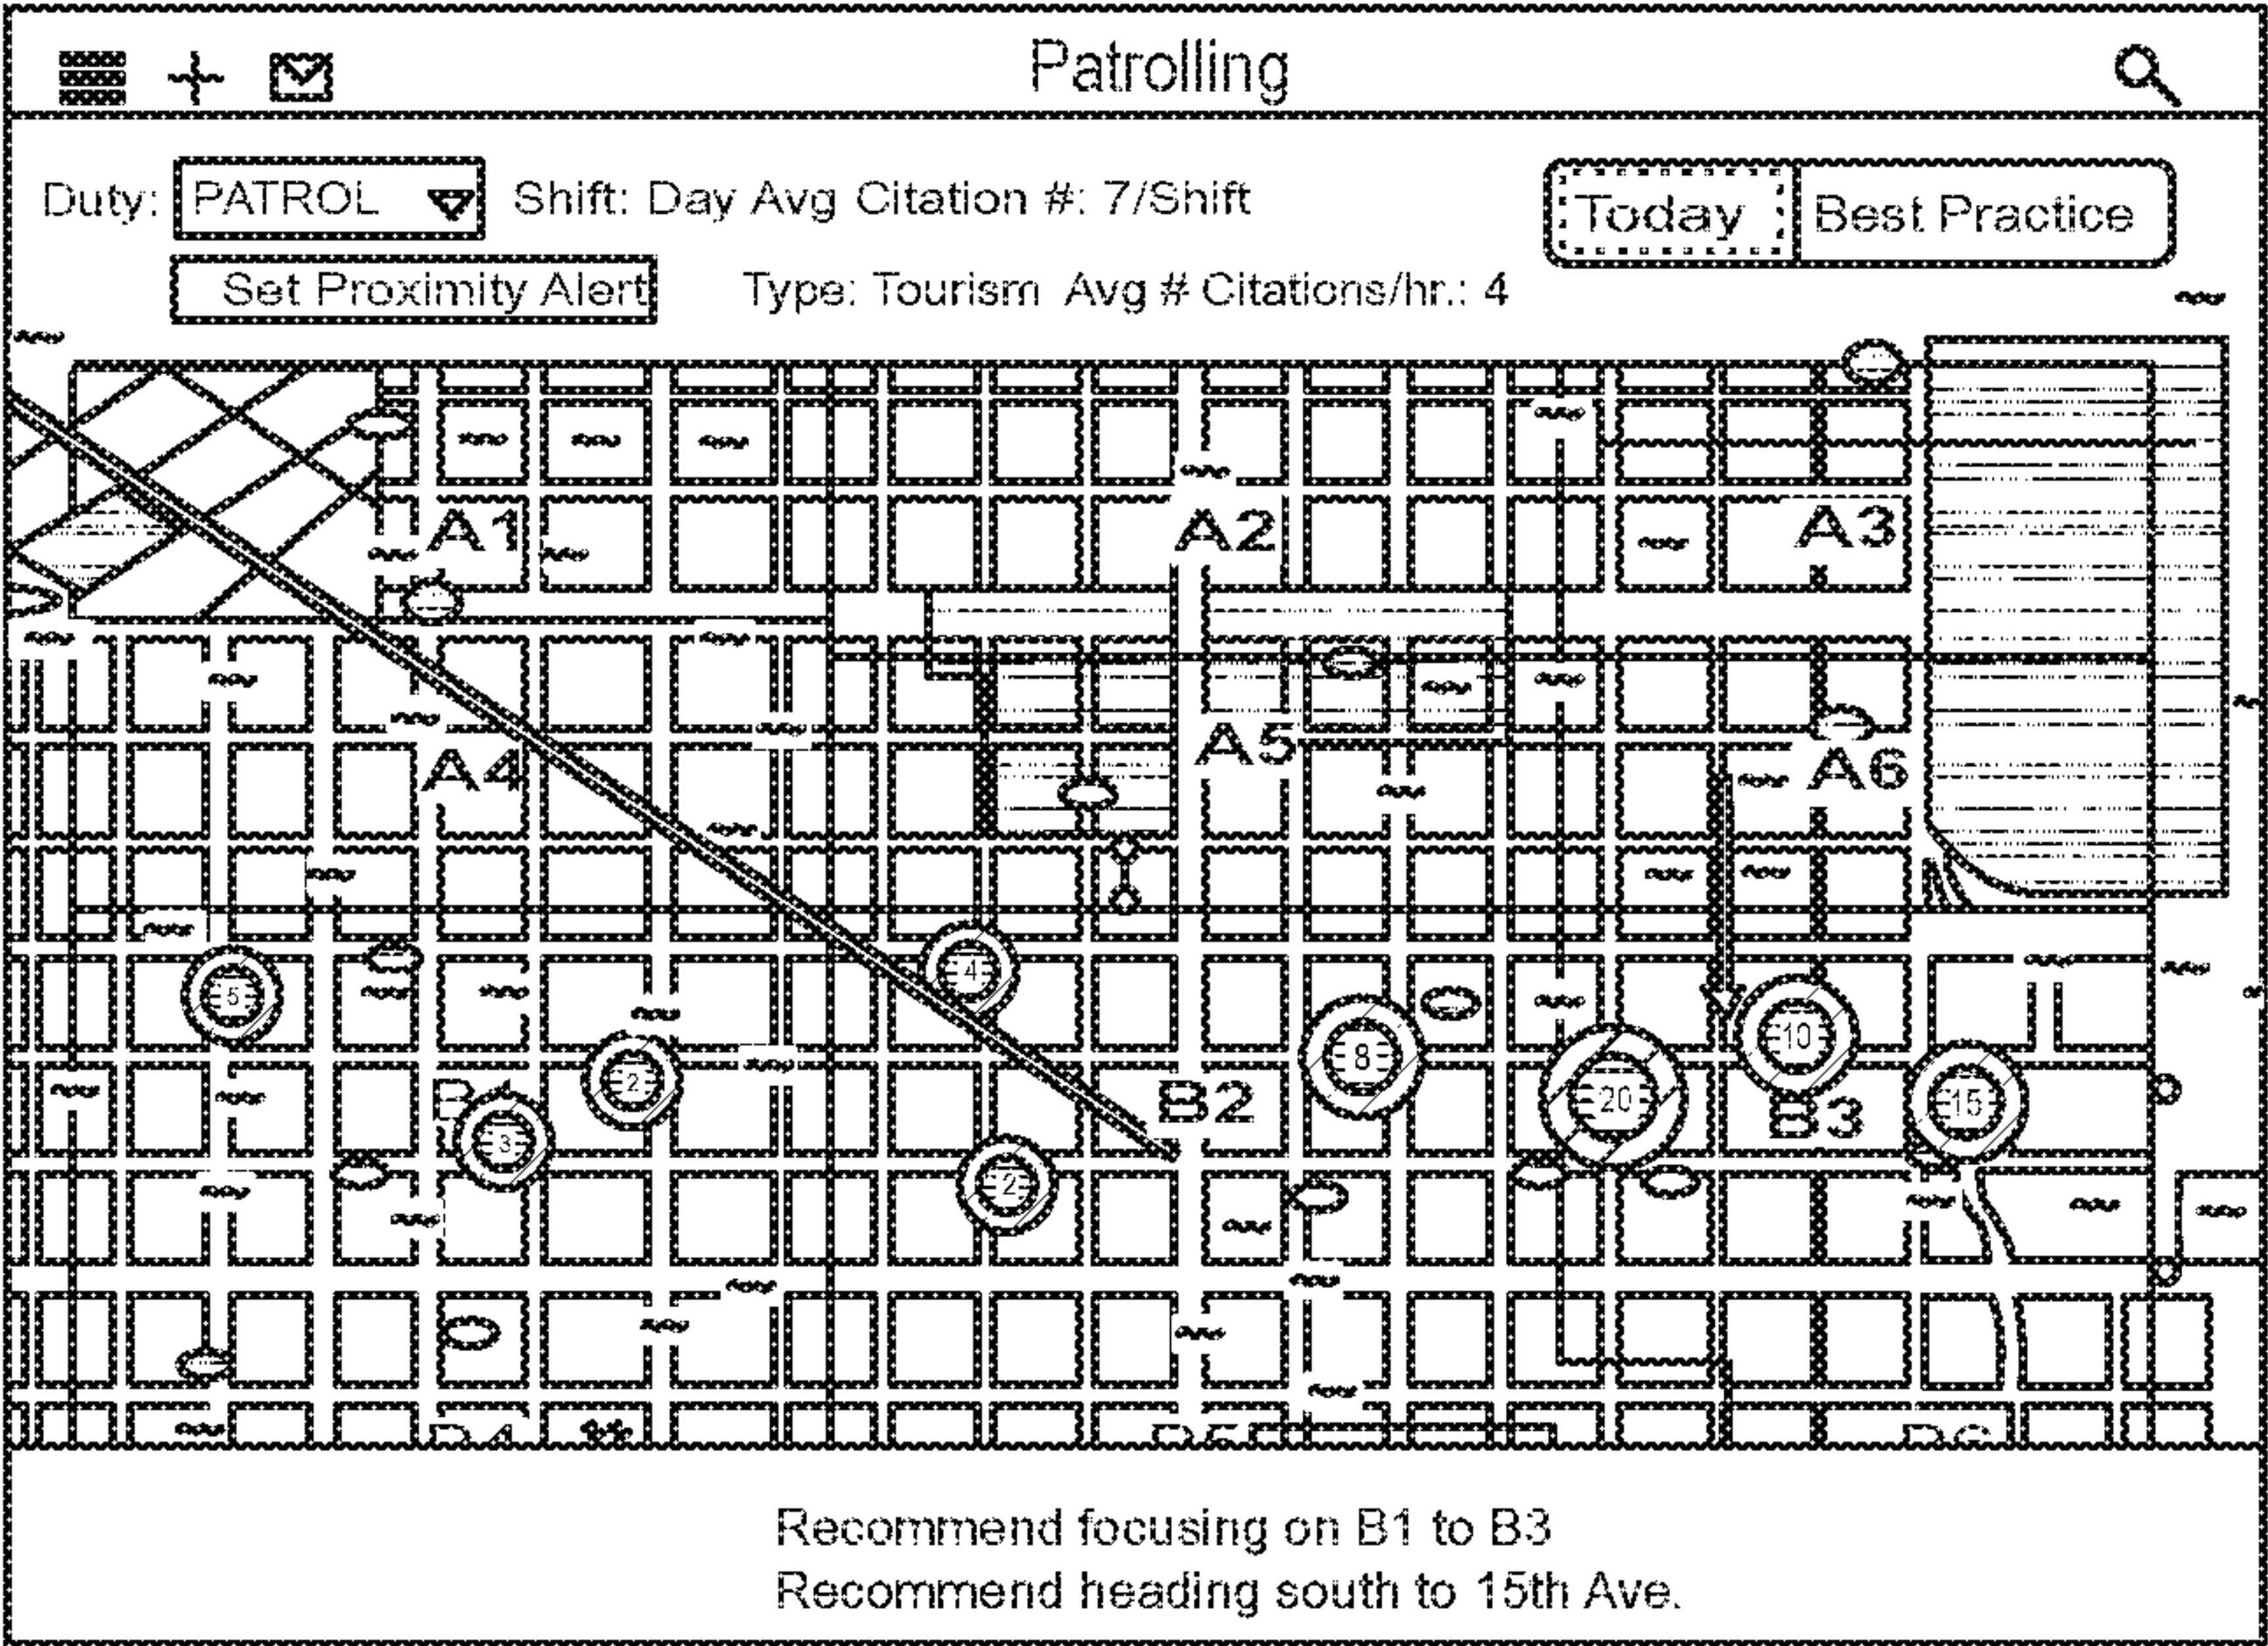 Patrolling
Duty: PATROL Shift: Day Avg Citation #: 7/Shift
Today Best Practice
Set Proximity Alert Type: Tourism Avg # Citations/hr.: 4
A1 A2 A3
A4 A5 A6
5 4
2 8 20 10 15
3 B2 B3
2
Recommend focusing on B1 to B3
Recommend heading south to 15th Ave.